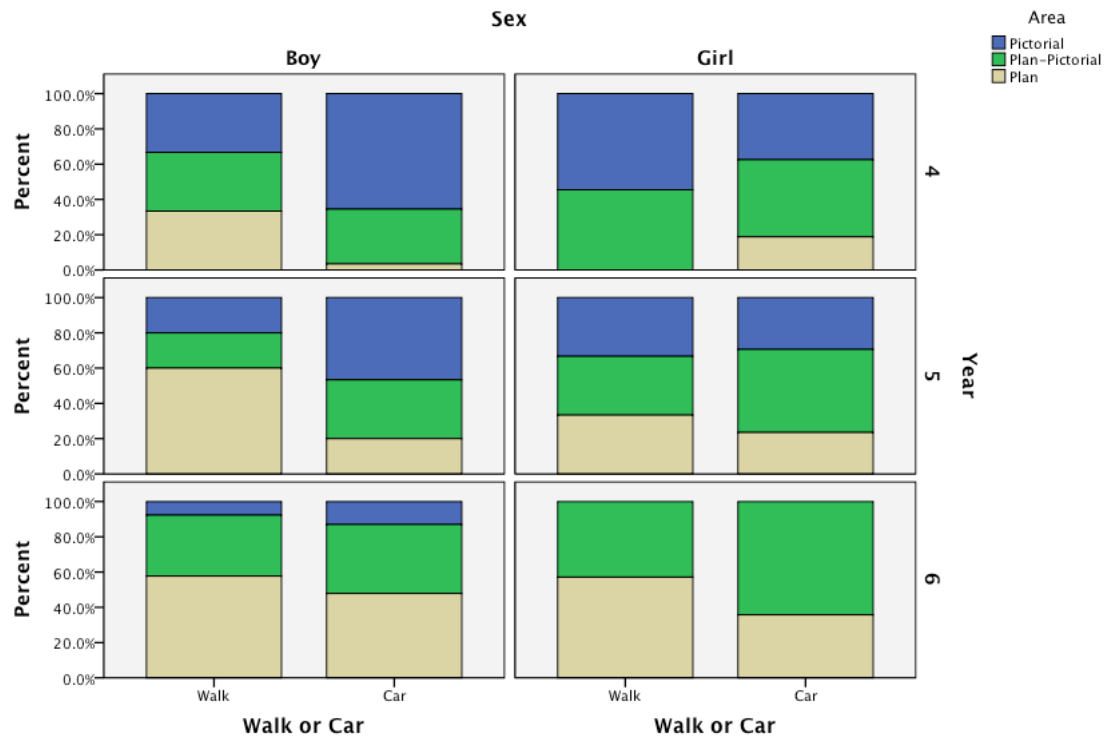 Sex
Area
Pictorial
Plan-Pictorial
Plan
Boy
Girl
Percent
100.0%
80.0%
60.0%
40.0%
20.0%
0.0%
4
Percent
100.0%
80.0%
60.0%
40.0%
20.0%
0.0%
5
Year
Percent
100.0%
80.0%
60.0%
40.0%
20.0%
0.0%
6
Walk
Car
Walk
Car
Walk or Car
Walk or Car